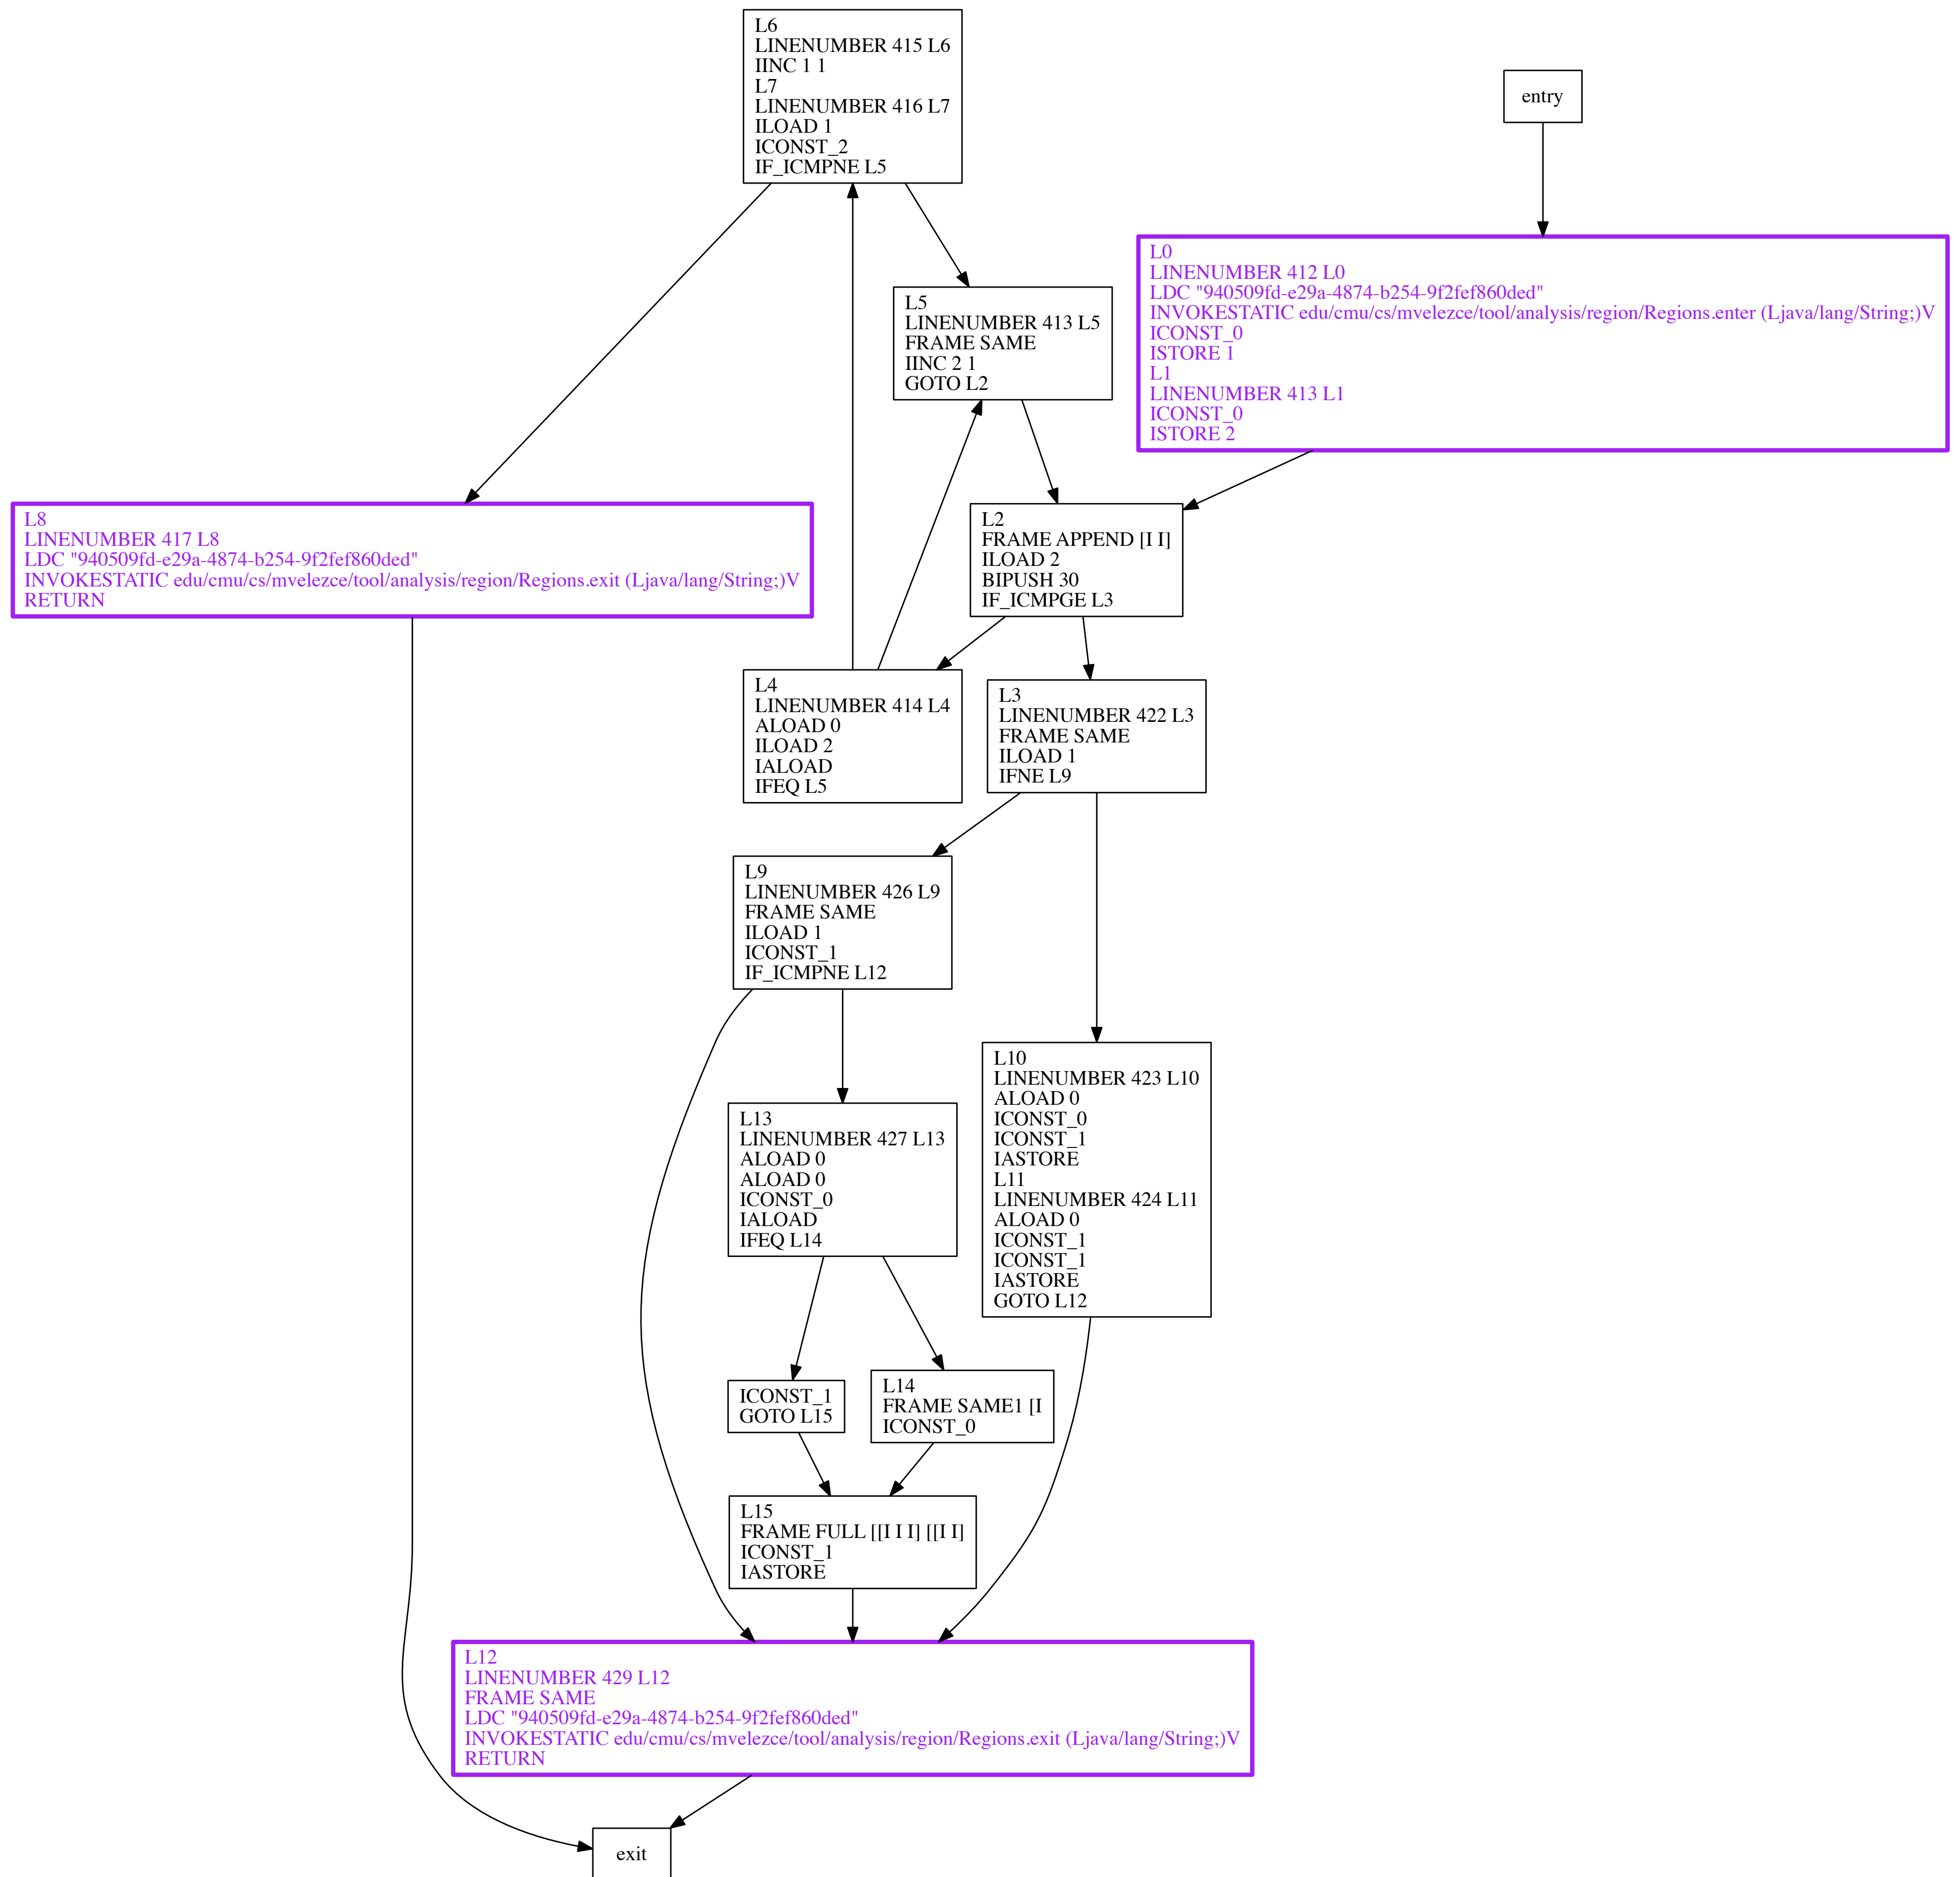 L6
LINENUMBER 415 L6
IINC 1 1
L7
LINENUMBER 416 L7
ILOAD 1
ICONST_2
IF_ICMPNE L5
entry
L0
LINENUMBER 412 L0
LDC "940509fd-e29a-4874-b254-9f2fef860ded"
INVOKESTATIC edu/cmu/cs/mvelezce/tool/analysis/region/Regions.enter (Ljava/lang/String;)V
ICONST_0
ISTORE 1
L1
LINENUMBER 413 L1
ICONST_0
ISTORE 2
L5
LINENUMBER 413 L5
FRAME SAME
IINC 2 1
GOTO L2
L8
LINENUMBER 417 L8
LDC "940509fd-e29a-4874-b254-9f2fef860ded"
INVOKESTATIC edu/cmu/cs/mvelezce/tool/analysis/region/Regions.exit (Ljava/lang/String;)V
RETURN
L2
FRAME APPEND [I I]
ILOAD 2
BIPUSH 30
IF_ICMPGE L3
L4
LINENUMBER 414 L4
ALOAD 0
ILOAD 2
IALOAD
IFEQ L5
L3
LINENUMBER 422 L3
FRAME SAME
ILOAD 1
IFNE L9
L9
LINENUMBER 426 L9
FRAME SAME
ILOAD 1
ICONST_1
IF_ICMPNE L12
L10
LINENUMBER 423 L10
ALOAD 0
ICONST_0
ICONST_1
IASTORE
L11
LINENUMBER 424 L11
ALOAD 0
ICONST_1
ICONST_1
IASTORE
GOTO L12
L13
LINENUMBER 427 L13
ALOAD 0
ALOAD 0
ICONST_0
IALOAD
IFEQ L14
ICONST_1
GOTO L15
L14
FRAME SAME1 [I
ICONST_0
L15
FRAME FULL [[I I I] [[I I]
ICONST_1
IASTORE
L12
LINENUMBER 429 L12
FRAME SAME
LDC "940509fd-e29a-4874-b254-9f2fef860ded"
INVOKESTATIC edu/cmu/cs/mvelezce/tool/analysis/region/Regions.exit (Ljava/lang/String;)V
RETURN
exit